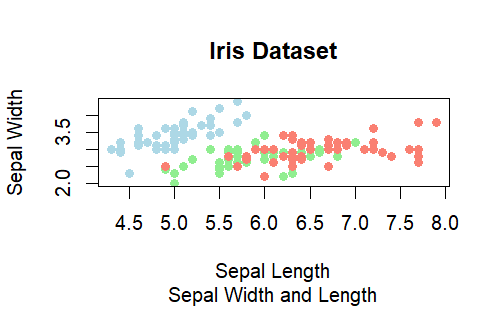 Iris Dataset
Sepal Width
2.0 3.5
4.5 5.0 5.5 6.0 6.5 7.0 7.5 8.0
Sepal Length
Sepal Width and Length